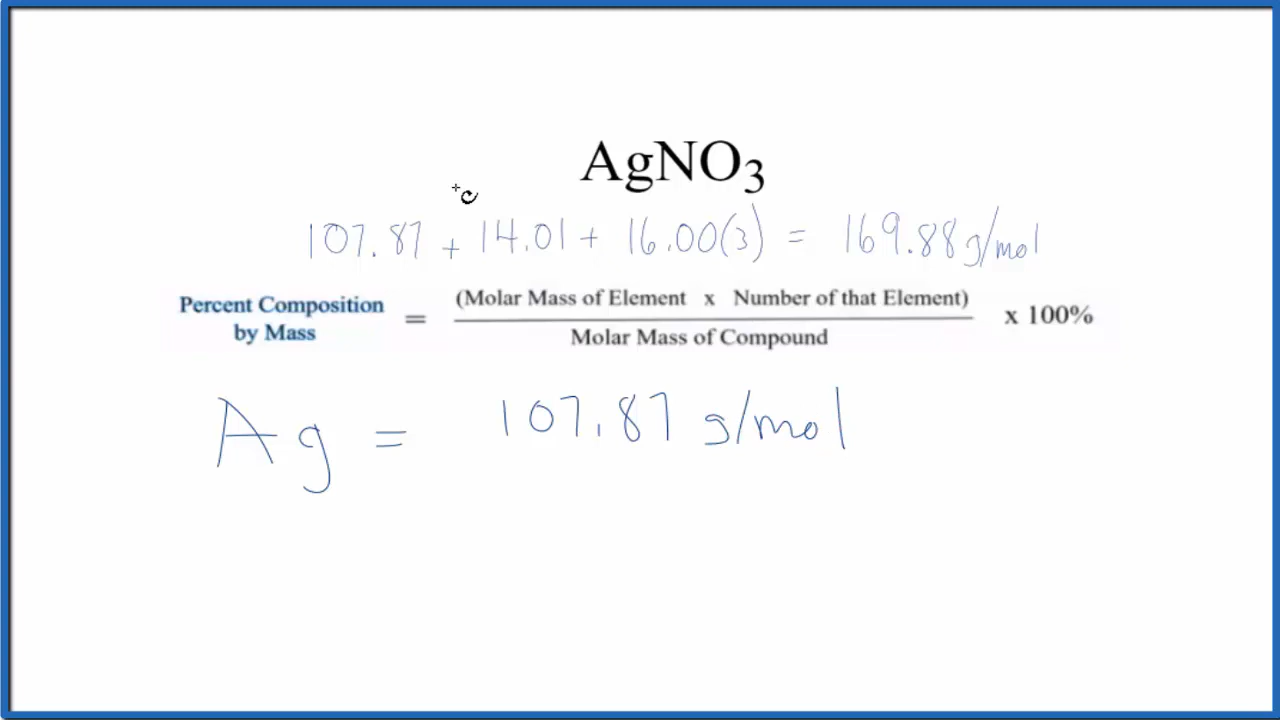 AgNO₃
107.87 + 14.01 + 16.00(3) = 169.88 g/mol
Percent Composition by Mass = (Molar Mass of Element x Number of that Element) / Molar Mass of Compound x 100%
Ag = 107.87 g/mol